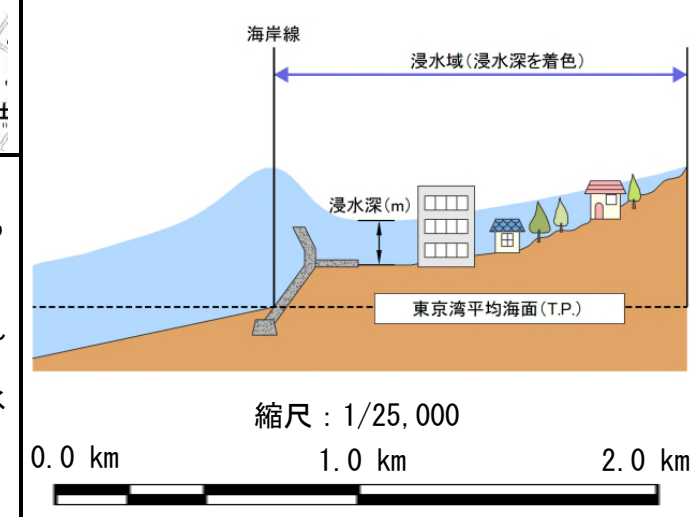 海岸線
浸水域(浸水深を着色)
浸水深(m)
東京湾平均海面(T.P.)
縮尺：1/25,000
0.0 km 1.0 km 2.0 km